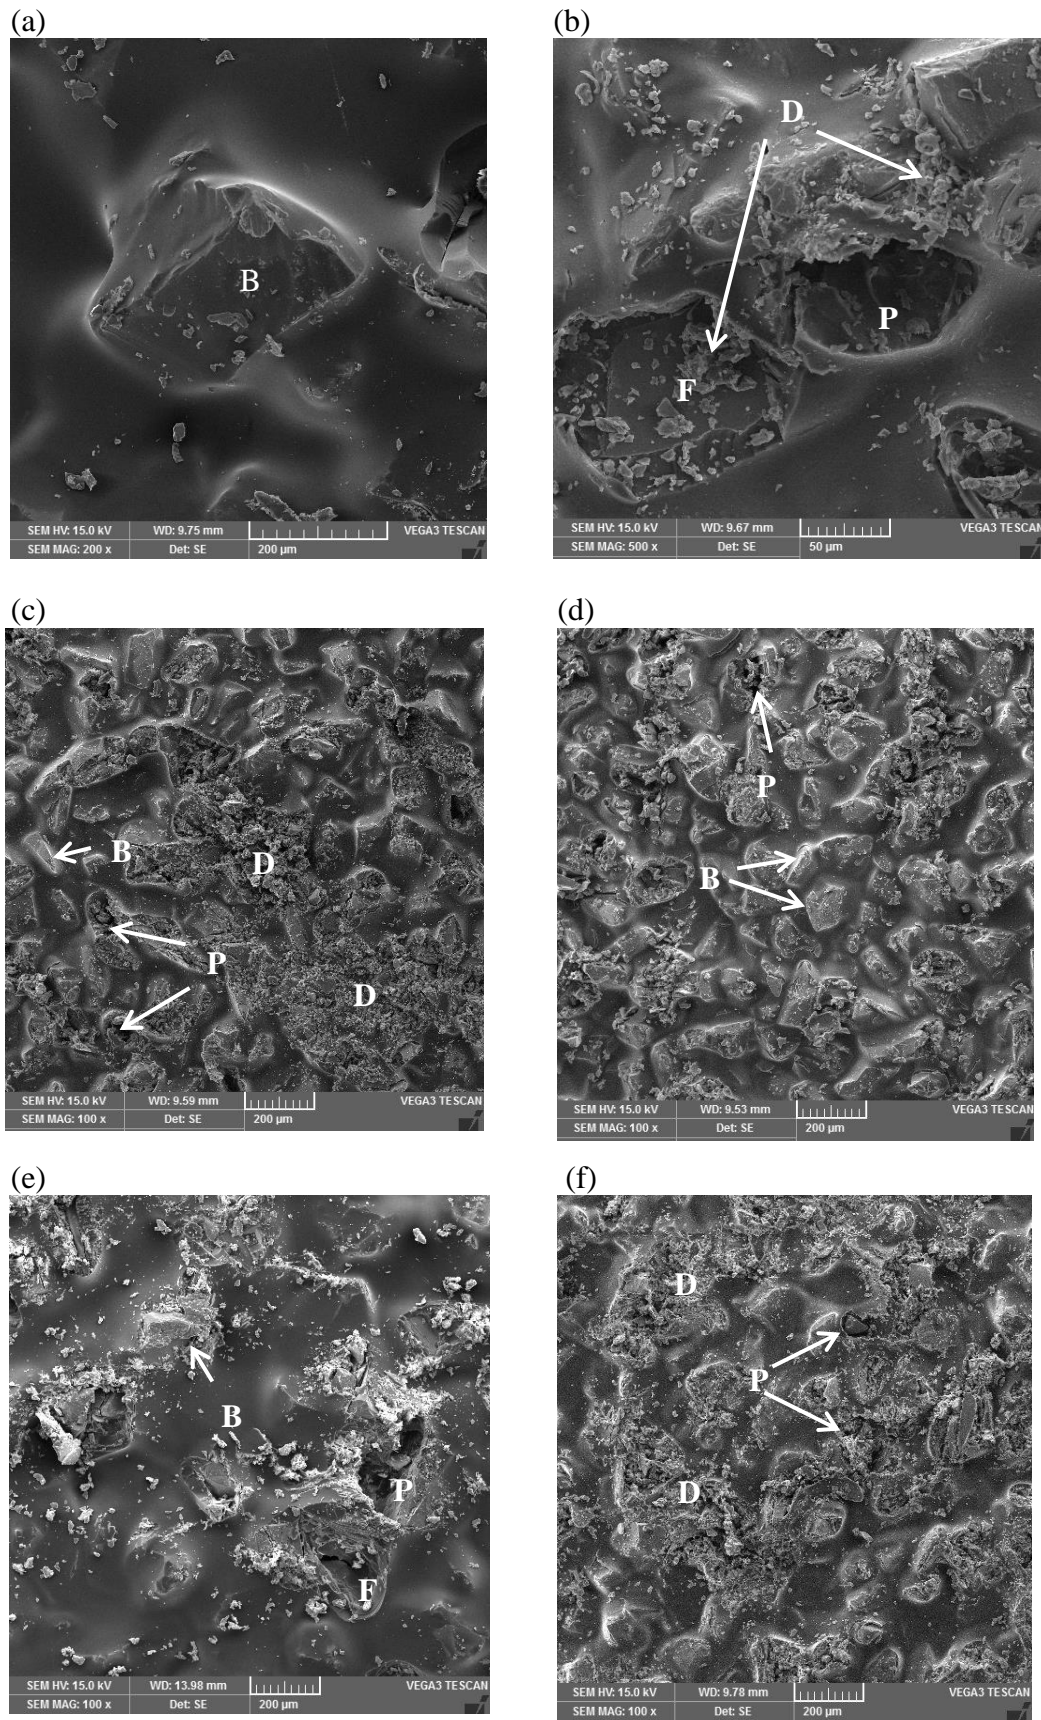 (a)
(b)
B
D
P
F
SEM HV: 15.0 kV WD: 9.75 mm VEGA3 TESCAN
SEM MAG: 200 x Det: SE 200 µm
SEM HV: 15.0 kV WD: 9.67 mm VEGA3 TESCAN
SEM MAG: 500 x Det: SE 50 µm
(c)
(d)
B
D
P
D
P
B
SEM HV: 15.0 kV WD: 9.59 mm VEGA3 TESCAN
SEM MAG: 100 x Det: SE 200 µm
SEM HV: 15.0 kV WD: 9.53 mm VEGA3 TESCAN
SEM MAG: 100 x Det: SE 200 µm
(e)
(f)
B
P
F
D
P
D
SEM HV: 15.0 kV WD: 13.98 mm VEGA3 TESCAN
SEM MAG: 100 x Det: SE 200 µm
SEM HV: 15.0 kV WD: 9.78 mm VEGA3 TESCAN
SEM MAG: 100 x Det: SE 200 µm